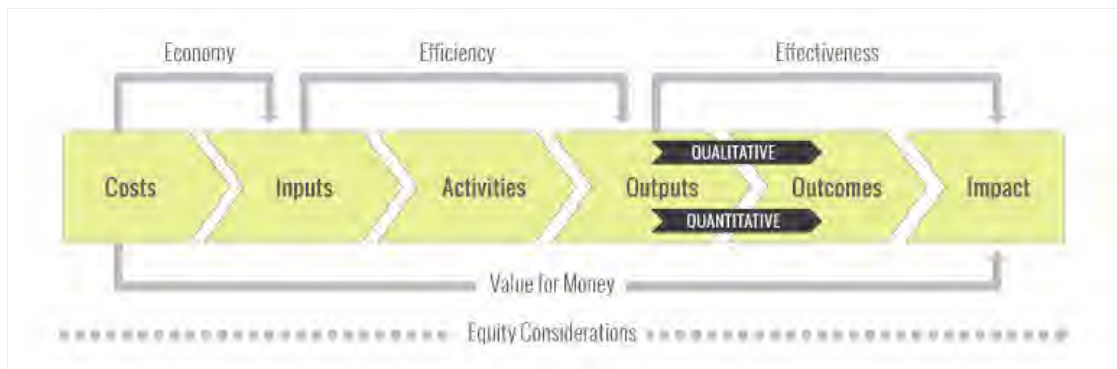 Economy Efficiency Effectiveness
QUALITATIVE
Costs Inputs Activities Outputs Outcomes Impact
QUANTITATIVE
Value for Money
Equity Considerations